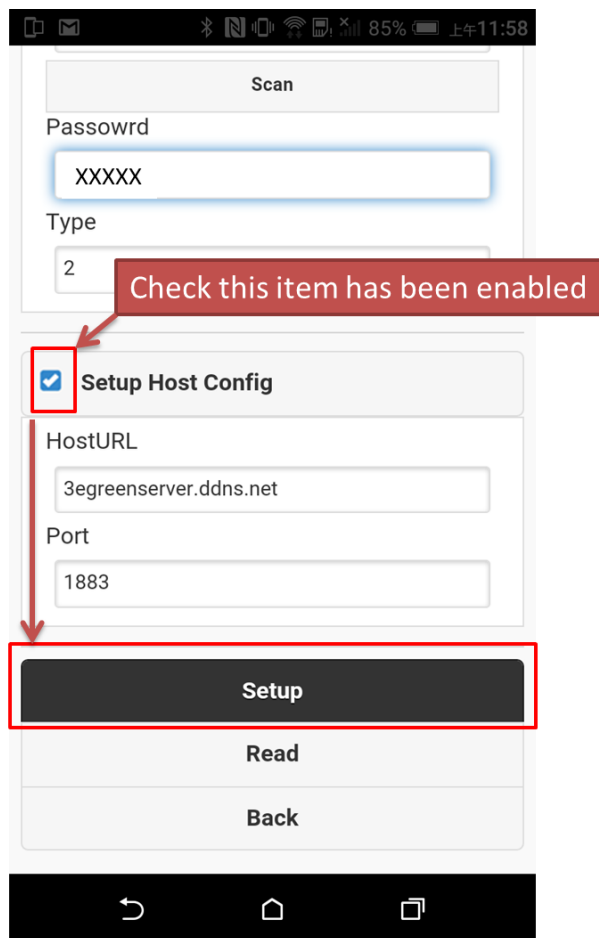 85% 上午11:58
Scan
Passowrd
XXXXX
Type
2
Check this item has been enabled
Setup Host Config
HostURL
3egreenserver.ddns.net
Port
1883
Setup
Read
Back